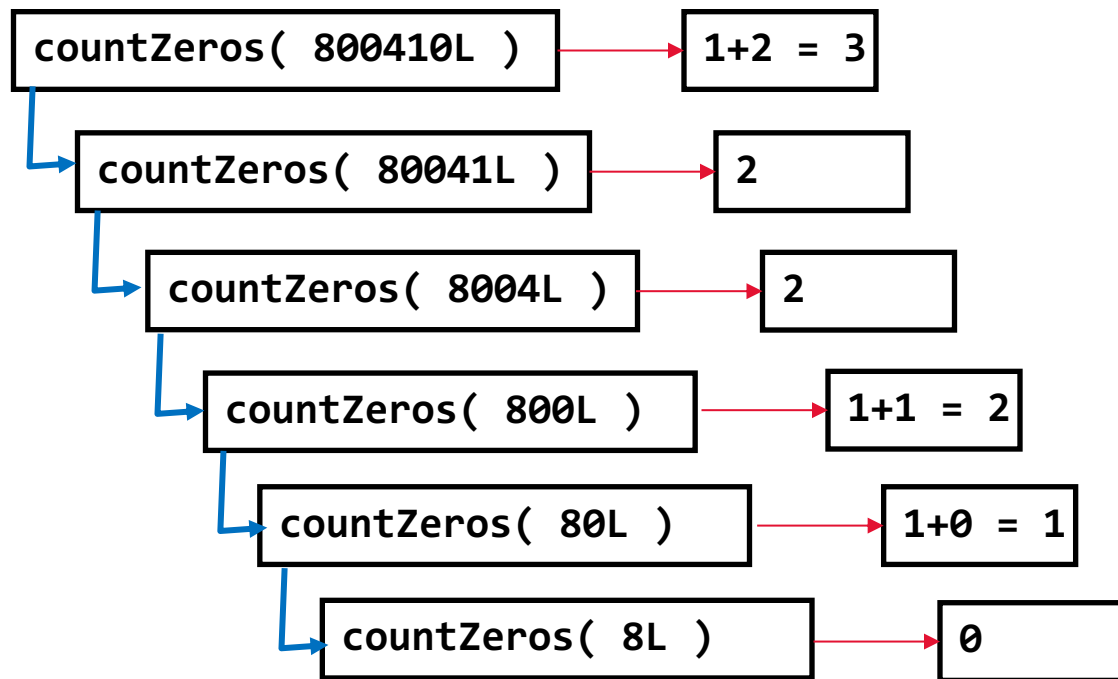 countZeros( 800410L )
1+2 = 3
countZeros( 80041L )
2
countZeros( 8004L )
2
countZeros( 800L )
1+1 = 2
countZeros( 80L )
1+0 = 1
countZeros( 8L )
0